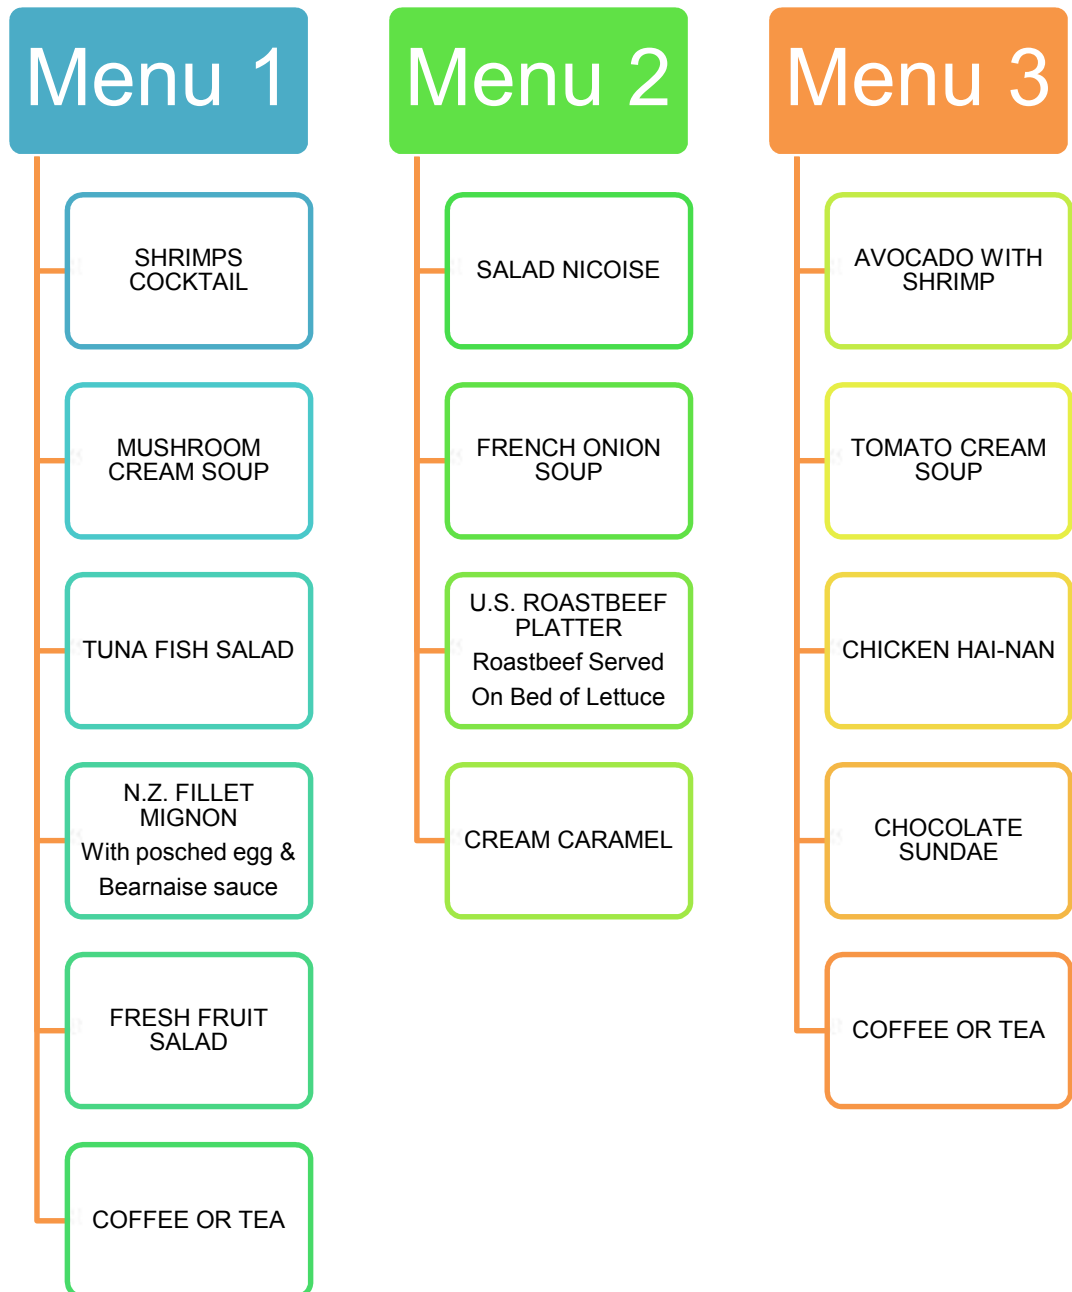 Menu 1
SHRIMPS
COCKTAIL
MUSHROOM
CREAM SOUP
TUNA FISH SALAD
N.Z. FILLET
MIGNON
With posched egg &
Bearnaise sauce
FRESH FRUIT
SALAD
COFFEE OR TEA
Menu 2
SALAD NICOISE
FRENCH ONION
SOUP
U.S. ROASTBEEF
PLATTER
Roastbeef Served
On Bed of Lettuce
CREAM CARAMEL
Menu 3
AVOCADO WITH
SHRIMP
TOMATO CREAM
SOUP
CHICKEN HAI-NAN
CHOCOLATE
SUNDAE
COFFEE OR TEA